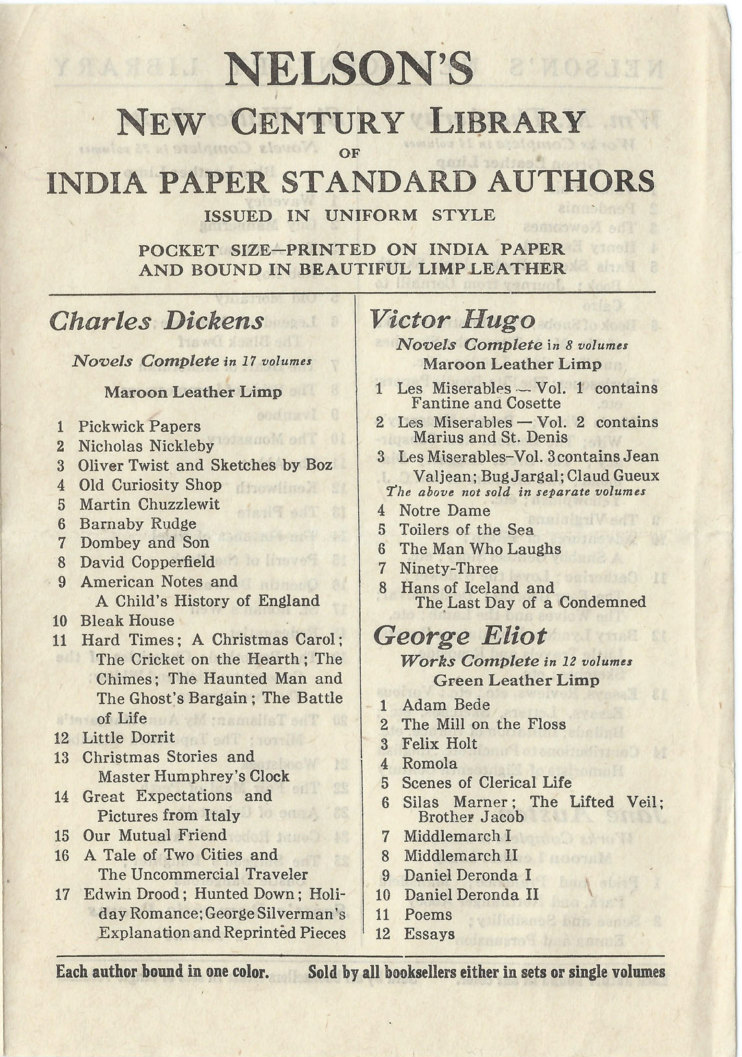 NELSON'S
NEW CENTURY LIBRARY
OF
INDIA PAPER STANDARD AUTHORS
ISSUED IN UNIFORM STYLE
POCKET SIZE—PRINTED ON INDIA PAPER
AND BOUND IN BEAUTIFUL LIMP LEATHER
Charles Dickens
Novels Complete in 17 volumes
Maroon Leather Limp
1 Pickwick Papers
2 Nicholas Nickleby
3 Oliver Twist and Sketches by Boz
4 Old Curiosity Shop
5 Martin Chuzzlewit
6 Barnaby Rudge
7 Dombey and Son
8 David Copperfield
9 American Notes and
A Child's History of England
10 Bleak House
11 Hard Times; A Christmas Carol;
The Cricket on the Hearth; The
Chimes; The Haunted Man and
The Ghost's Bargain; The Battle
of Life
12 Little Dorrit
13 Christmas Stories and
Master Humphrey's Clock
14 Great Expectations and
Pictures from Italy
15 Our Mutual Friend
16 A Tale of Two Cities and
The Uncommercial Traveler
17 Edwin Drood; Hunted Down; Holi-
day Romance; George Silverman's
Explanation and Reprinted Pieces
Victor Hugo
Novels Complete in 8 volumes
Maroon Leather Limp
1 Les Miserables — Vol. 1 contains
Fantine and Cosette
2 Les Miserables — Vol. 2 contains
Marius and St. Denis
3 Les Miserables-Vol. 3 contains Jean
Valjean; Bug Jargal; Claud Gueux
The above not sold in separate volumes
4 Notre Dame
5 Toilers of the Sea
6 The Man Who Laughs
7 Ninety-Three
8 Hans of Iceland and
The Last Day of a Condemned
George Eliot
Works Complete in 12 volumes
Green Leather Limp
1 Adam Bede
2 The Mill on the Floss
3 Felix Holt
4 Romola
5 Scenes of Clerical Life
6 Silas Marner; The Lifted Veil;
Brother Jacob
7 Middlemarch I
8 Middlemarch II
9 Daniel Deronda I
10 Daniel Deronda II
11 Poems
12 Essays
Each author bound in one color. Sold by all booksellers either in sets or single volumes